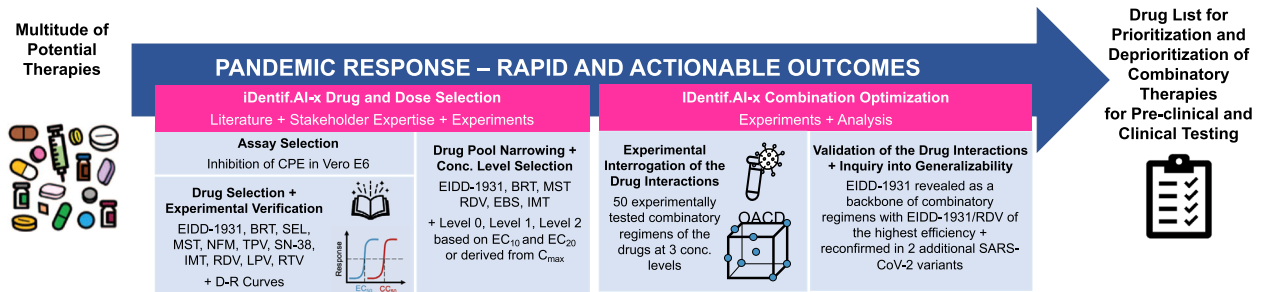 Multitude of
Potential
Therapies
PANDEMIC RESPONSE – RAPID AND ACTIONABLE OUTCOMES
iDentif.AI-x Drug and Dose Selection
Literature + Stakeholder Expertise + Experiments
Assay Selection
Inhibition of CPE in Vero E6
Drug Selection +
Experimental Verification
EIDD-1931, BRT, SEL,
MST, NFM, TPV, SN-38,
IMT, RDV, LPV, RTV
+ D-R Curves
Response
EC50 CC50
Drug Pool Narrowing +
Conc. Level Selection
EIDD-1931, BRT, MST
RDV, EBS, IMT
+ Level 0, Level 1, Level 2
based on EC10 and EC20
or derived from Cmax
IDentif.AI-x Combination Optimization
Experiments + Analysis
Experimental
Interrogation of the
Drug Interactions
50 experimentally
tested combinatory
regimens of the
drugs at 3 conc.
levels
OACD
Validation of the Drug Interactions
+ Inquiry into Generalizability
EIDD-1931 revealed as a
backbone of combinatory
regimens with EIDD-1931/RDV of
the highest efficiency +
reconfirmed in 2 additional SARS-
CoV-2 variants
Drug List for
Prioritization and
Deprioritization of
Combinatory
Therapies
for Pre-clinical and
Clinical Testing